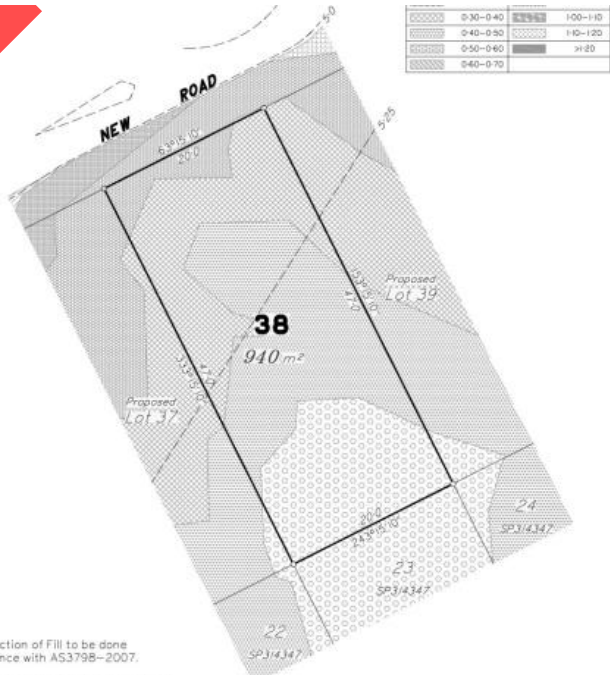 0·30–0·40 1·00–1·10
0·40–0·50 1·10–1·20
0·50–0·60 >1·20
0·60–0·70
5·0
NEW ROAD
63°15'10"
20·0
5·25
153°15'10"
47·0
Proposed
Lot 39
38
940 m²
47·0
333°15'10"
Proposed
Lot 37
20·0
243°15'10"
24
SP314347
23
SP314347
22
SP314347
ction of Fill to be done
nce with AS3798–2007.